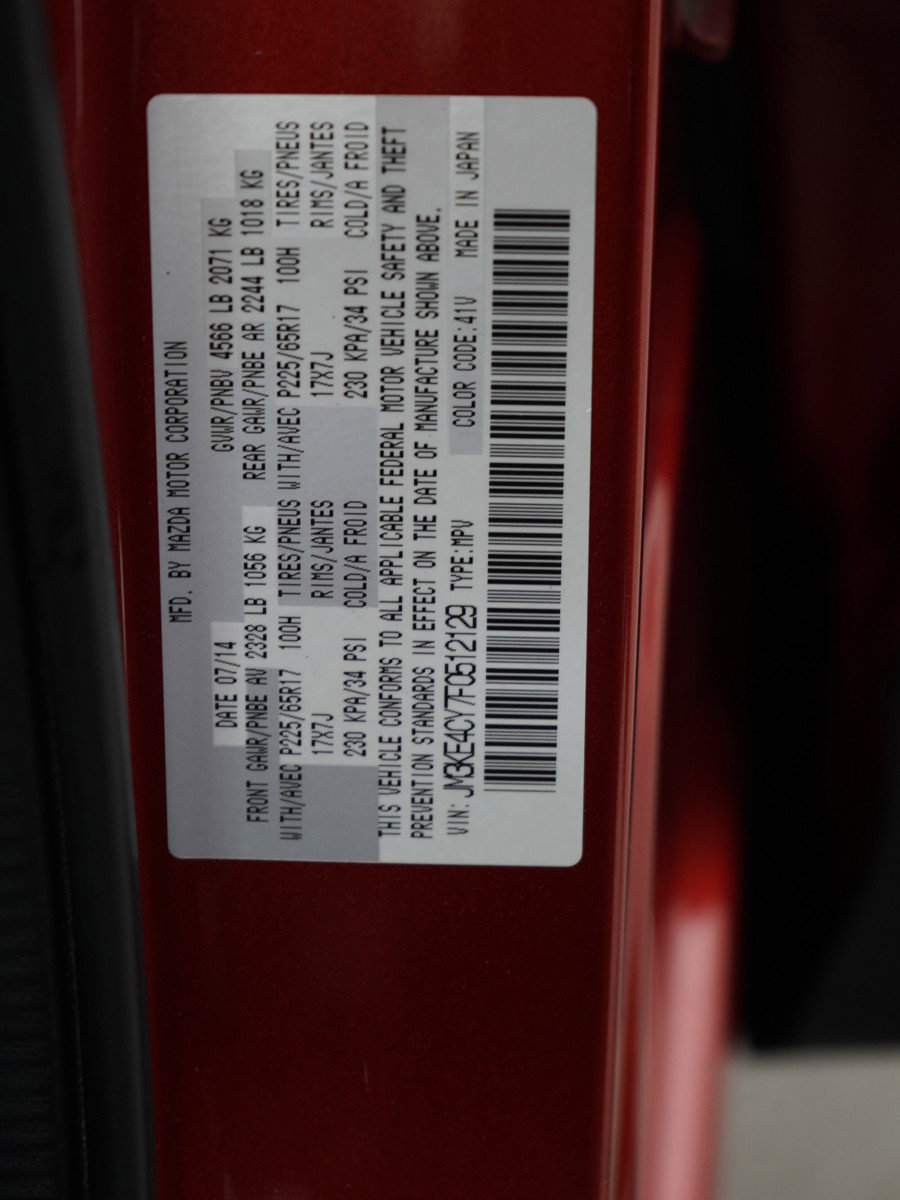 MFD. BY MAZDA MOTOR CORPORATION
DATE 07/14 GVWR/PNBV 4566 LB 2071 KG
FRONT GAWR/PNBE AV 2328 LB 1056 KG REAR GAWR/PNBE AR 2244 LB 1018 KG
WITH/AVEC P225/65R17 100H TIRES/PNEUS WITH/AVEC P225/65R17 100H TIRES/PNEUS
17X7J RIMS/JANTES 17X7J RIMS/JANTES
230 KPA/34 PSI COLD/A FROID 230 KPA/34 PSI COLD/A FROID
THIS VEHICLE CONFORMS TO ALL APPLICABLE FEDERAL MOTOR VEHICLE SAFETY AND THEFT
PREVENTION STANDARDS IN EFFECT ON THE DATE OF MANUFACTURE SHOWN ABOVE.
VIN: JM3KE4CY7F0512129 TYPE:MPV COLOR CODE:41V MADE IN JAPAN